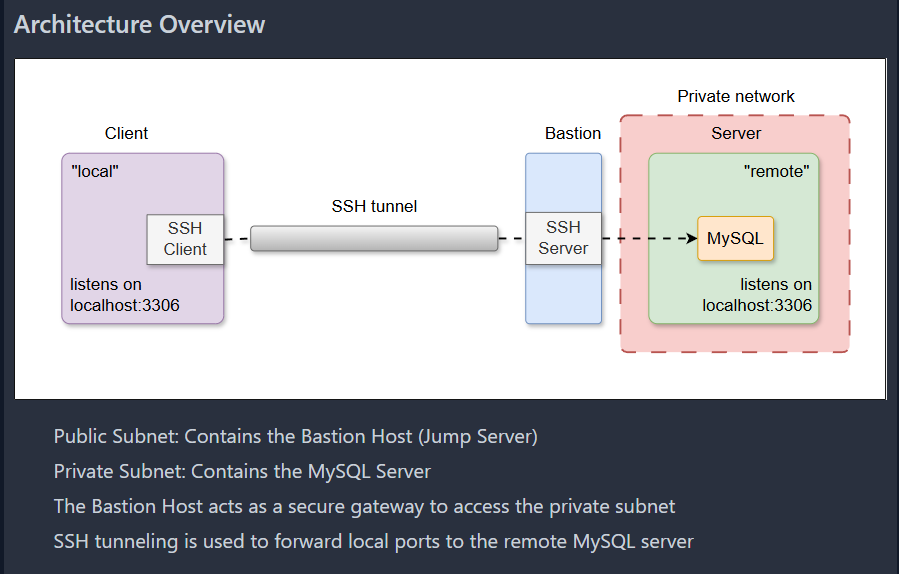 Architecture Overview
Private network
Client
Bastion
Server
"local"
"remote"
SSH tunnel
SSH
Client
SSH
Server
MySQL
listens on
localhost:3306
listens on
localhost:3306
Public Subnet: Contains the Bastion Host (Jump Server)
Private Subnet: Contains the MySQL Server
The Bastion Host acts as a secure gateway to access the private subnet
SSH tunneling is used to forward local ports to the remote MySQL server